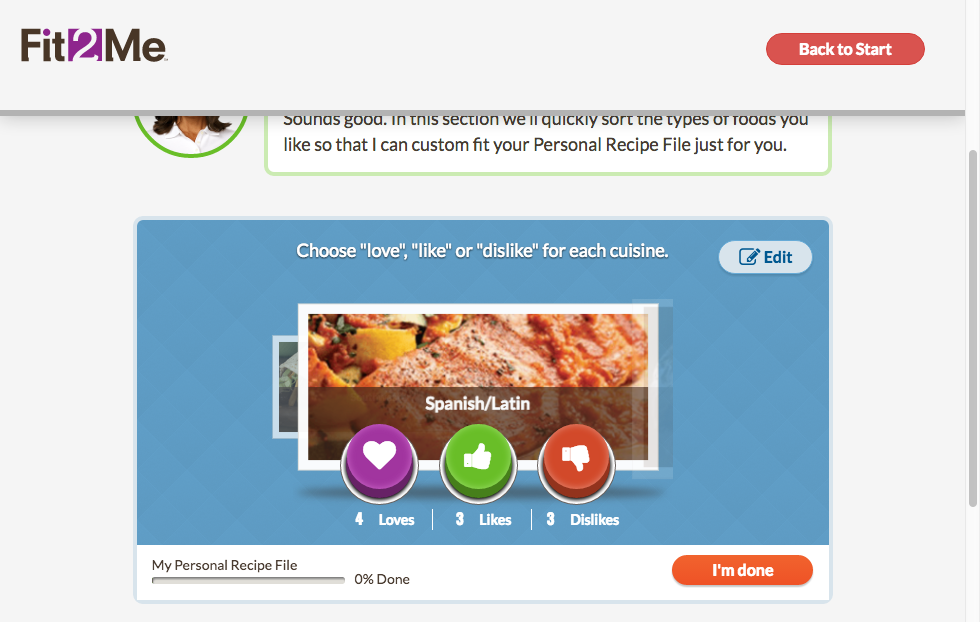 Fit2Me
Back to Start
Sounds good. In this section we'll quickly sort the types of foods you
like so that I can custom fit your Personal Recipe File just for you.
Choose "love", "like" or "dislike" for each cuisine.
Edit
Spanish/Latin
4 Loves
3 Likes
3 Dislikes
My Personal Recipe File
0% Done
I'm done